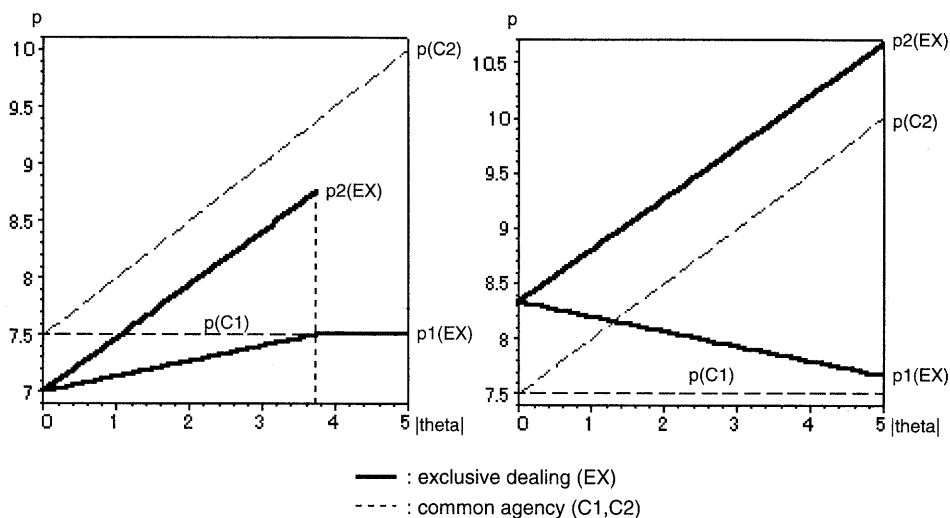 p
10
9.5
9
8.5
8
7.5
7
0 1 2 3 4 5 |theta|
p(C2)
p2(EX)
p(C1)
p1(EX)
p
10.5
10
9.5
9
8.5
8
7.5
0 1 2 3 4 5 |theta|
p2(EX)
p(C2)
p(C1)
p1(EX)
: exclusive dealing (EX)
: common agency (C1,C2)